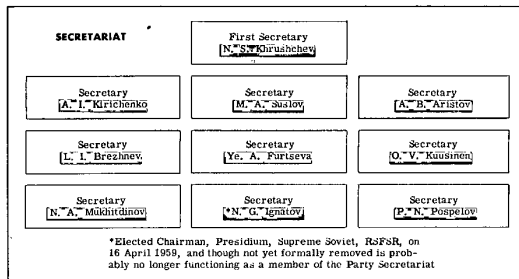 SECRETARIAT
First Secretary
N. S. Khrushchev
Secretary
A. I. Kirichenko
Secretary
M. A. Suslov
Secretary
A. B. Aristov
Secretary
L. I. Brezhnev
Secretary
Ye. A. Furtseva
Secretary
O. V. Kuusinen
Secretary
N. A. Mukhitdinov
Secretary
*N. G. Ignatov
Secretary
P. N. Pospelov
*Elected Chairman, Presidium, Supreme Soviet, RSFSR, on
16 April 1959, and though not yet formally removed is prob-
ably no longer functioning as a member of the Party Secretariat